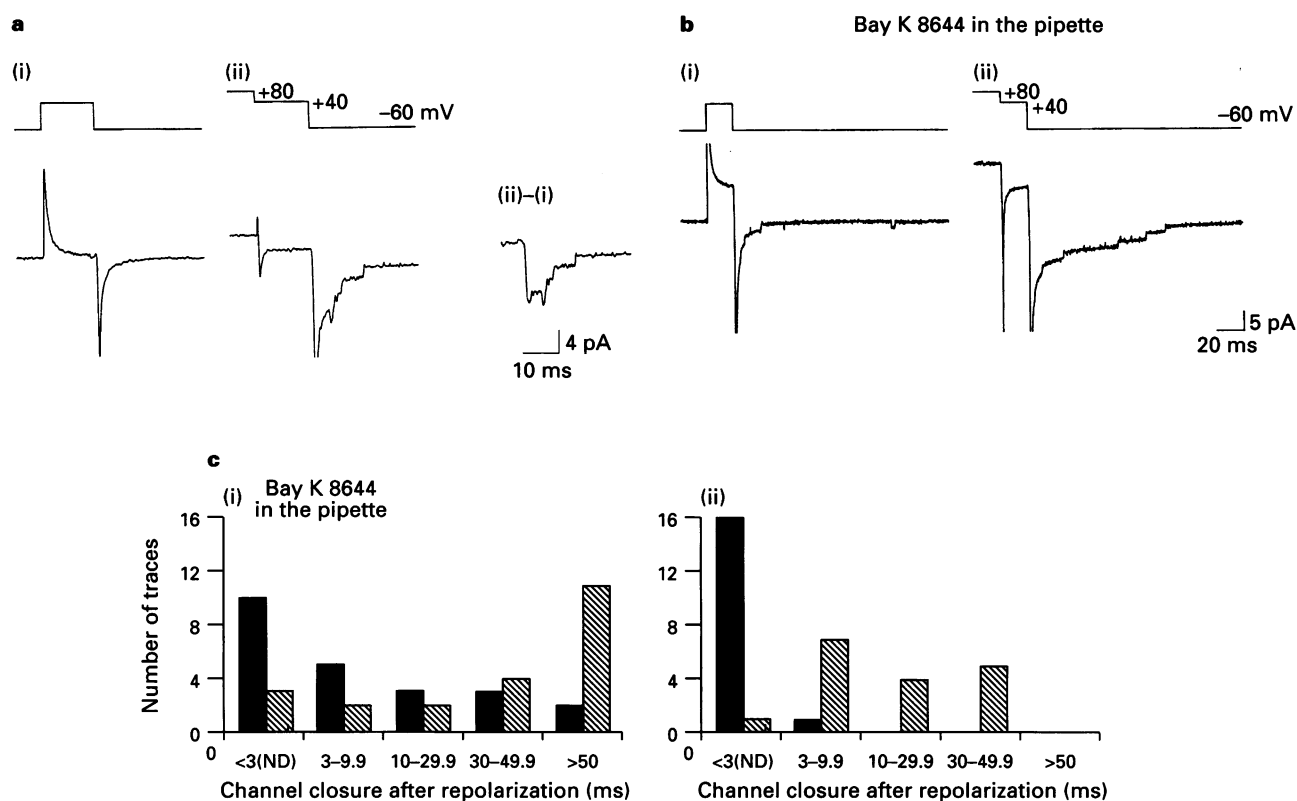 a
(i)
(ii)
+80
+40
−60 mV
(ii)–(i)
4 pA
10 ms
b
Bay K 8644 in the pipette
(i)
(ii)
+80
+40
−60 mV
5 pA
20 ms
c
(i)
Bay K 8644
in the pipette
16
12
8
4
0
0
Number of traces
<3(ND) 3–9.9 10–29.9 30–49.9 >50
Channel closure after repolarization (ms)
(ii)
16
12
8
4
0
0
<3(ND) 3–9.9 10–29.9 30–49.9 >50
Channel closure after repolarization (ms)